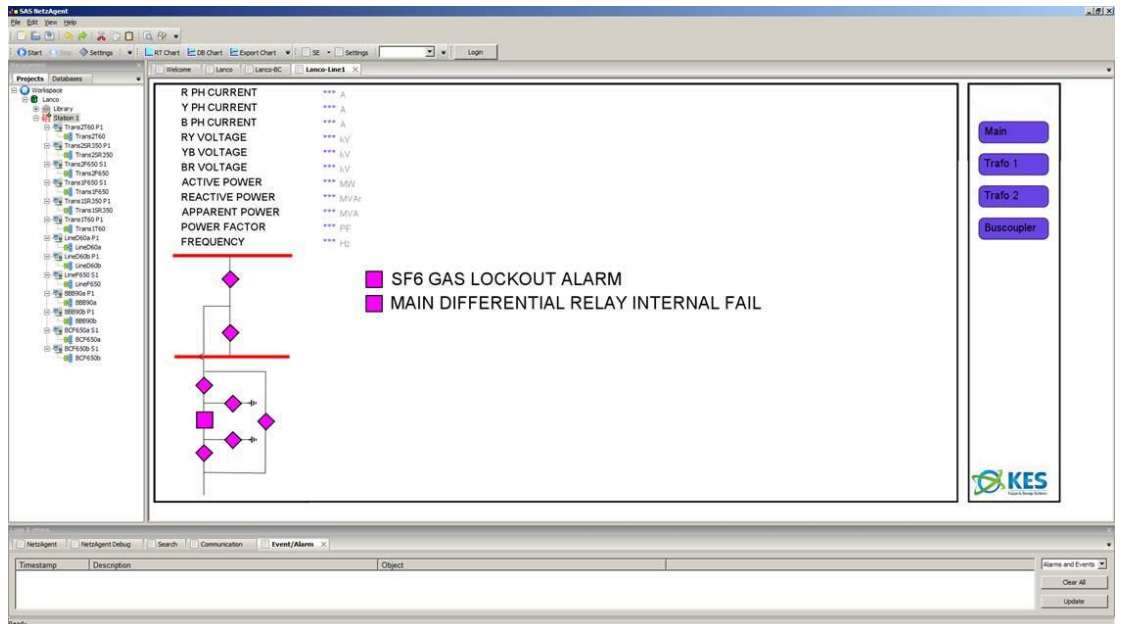 SAS NetzAgent
File Edit View Help
Start Stop Settings RT Chart DB Chart Export Chart SE Settings Login
Projects Databases
Welcome Lanco Lanco-BC Lanco-Line1
Workspace
Lanco
Library
Station 1
Trans2T60 P1
Trans2T60
Trans2SR350 P1
Trans2SR350
Trans2F650 S1
Trans2F650
Trans1F650 S1
Trans1F650
Trans1SR350 P1
Trans1SR350
Trans1T60 P1
Trans1T60
LineD60a P1
LineD60a
LineD60b P1
LineD60b
LineF650 S1
LineF650
BBB90a P1
BBB90a
BBB90b P1
BBB90b
BCF650a S1
BCF650a
BCF650b S1
BCF650b
R PH CURRENT *** A
Y PH CURRENT *** A
B PH CURRENT *** A
RY VOLTAGE *** kV
YB VOLTAGE *** kV
BR VOLTAGE *** kV
ACTIVE POWER *** MW
REACTIVE POWER *** MVAr
APPARENT POWER *** MVA
POWER FACTOR *** PF
FREQUENCY *** Hz
SF6 GAS LOCKOUT ALARM
MAIN DIFFERENTIAL RELAY INTERNAL FAIL
Main
Trafo 1
Trafo 2
Buscoupler
KES
NetzAgent NetzAgent Debug Search Communication Event/Alarm
Timestamp Description Object
Alarms and Events
Clear All
Update
Ready